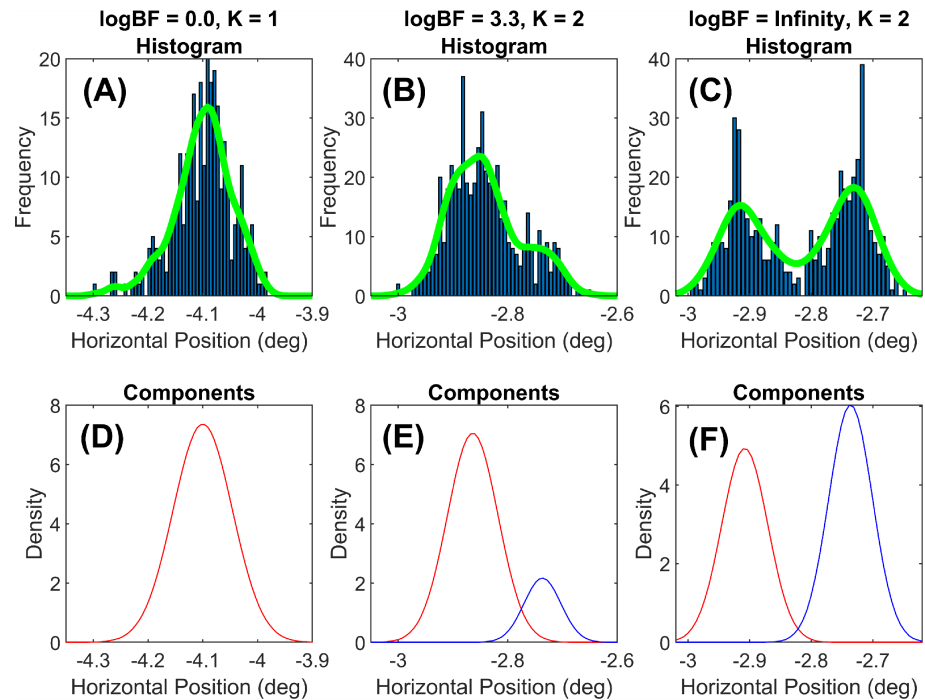 logBF = 0.0, K = 1
Histogram
logBF = 3.3, K = 2
Histogram
logBF = Infinity, K = 2
Histogram
(A)
Frequency
20
15
10
5
0
-4.3 -4.2 -4.1 -4 -3.9
Horizontal Position (deg)
(B)
Frequency
40
30
20
10
0
-3 -2.8 -2.6
Horizontal Position (deg)
(C)
Frequency
40
30
20
10
0
-3 -2.9 -2.8 -2.7
Horizontal Position (deg)
Components
(D)
Density
8
6
4
2
0
-4.3 -4.2 -4.1 -4 -3.9
Horizontal Position (deg)
Components
(E)
Density
8
6
4
2
0
-3 -2.8 -2.6
Horizontal Position (deg)
Components
(F)
Density
6
4
2
0
-3 -2.9 -2.8 -2.7
Horizontal Position (deg)